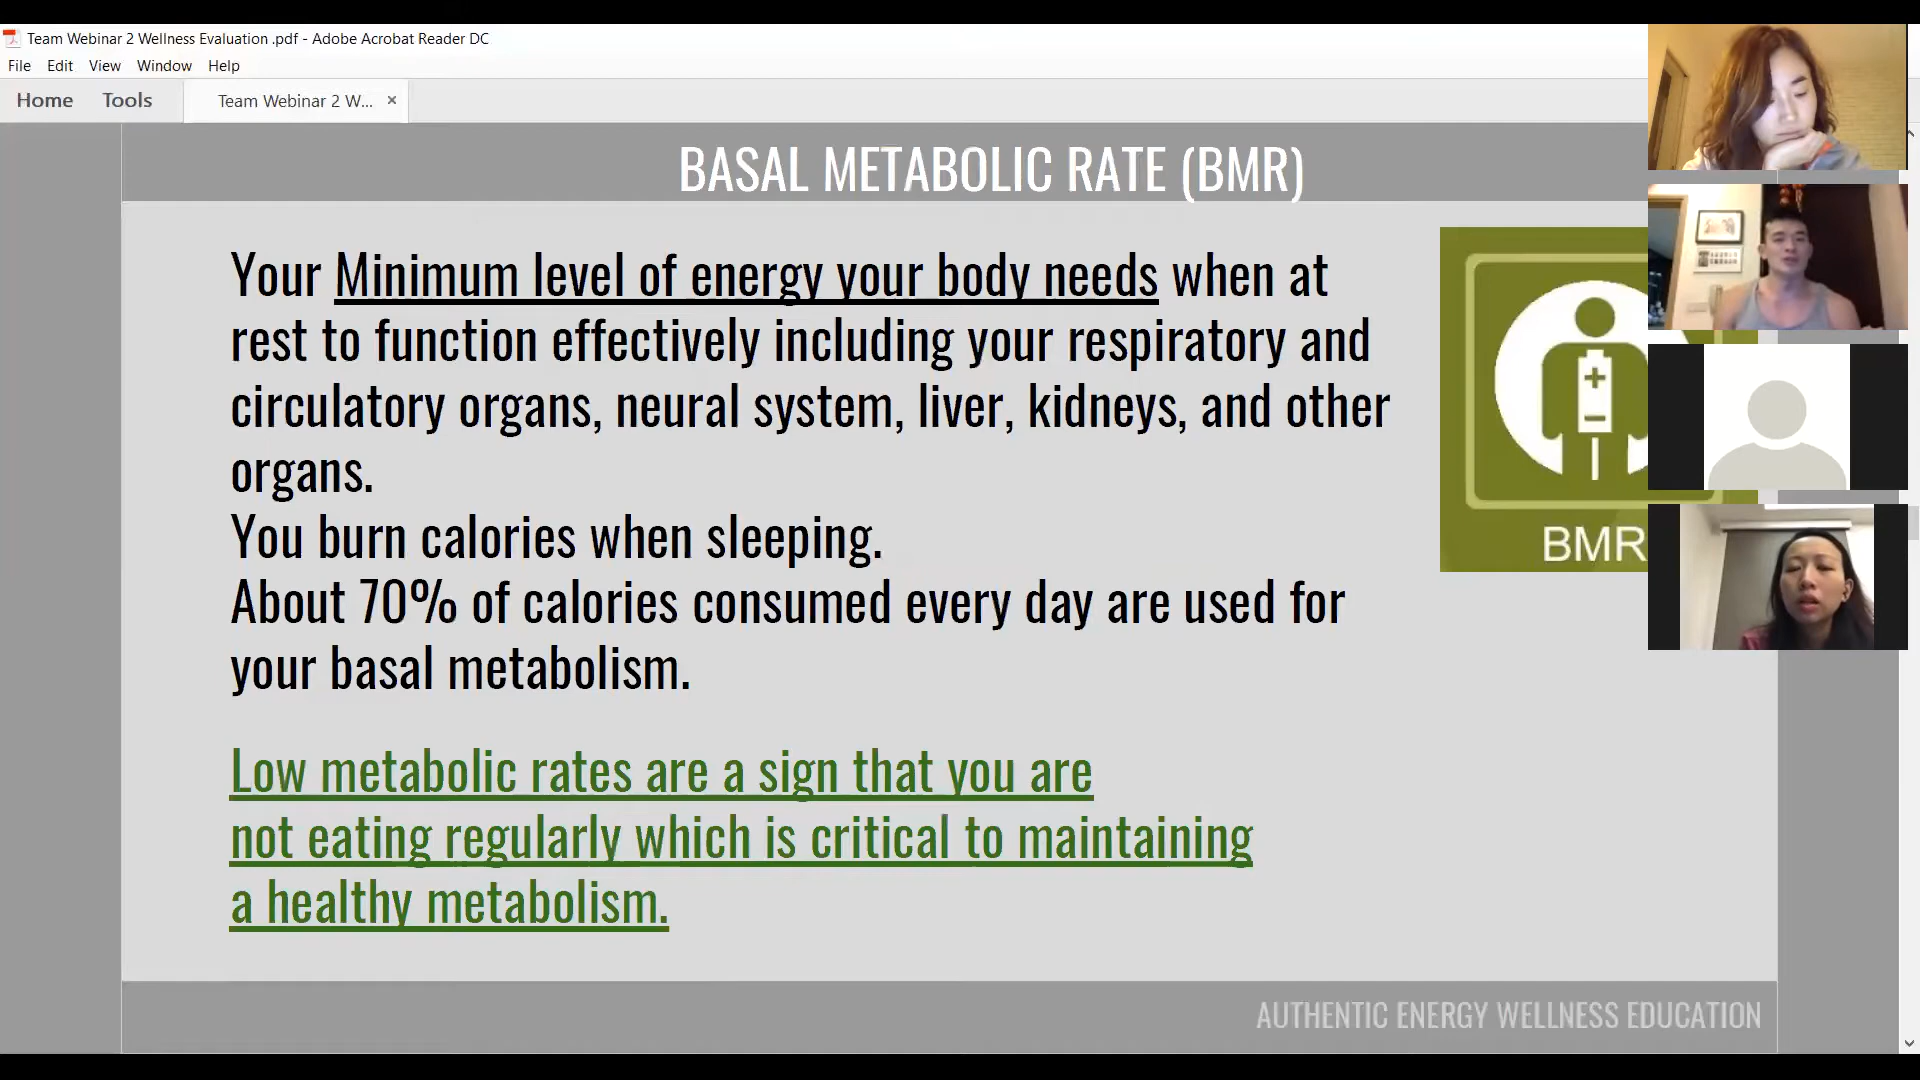 Team Webinar 2 Wellness Evaluation .pdf - Adobe Acrobat Reader DC
File Edit View Window Help
Home Tools Team Webinar 2 W... ×
BASAL METABOLIC RATE (BMR)
Your Minimum level of energy your body needs when at
rest to function effectively including your respiratory and
circulatory organs, neural system, liver, kidneys, and other
organs.
You burn calories when sleeping.
About 70% of calories consumed every day are used for
your basal metabolism.
Low metabolic rates are a sign that you are
not eating regularly which is critical to maintaining
a healthy metabolism.
+
-
BMR
AUTHENTIC ENERGY WELLNESS EDUCATION